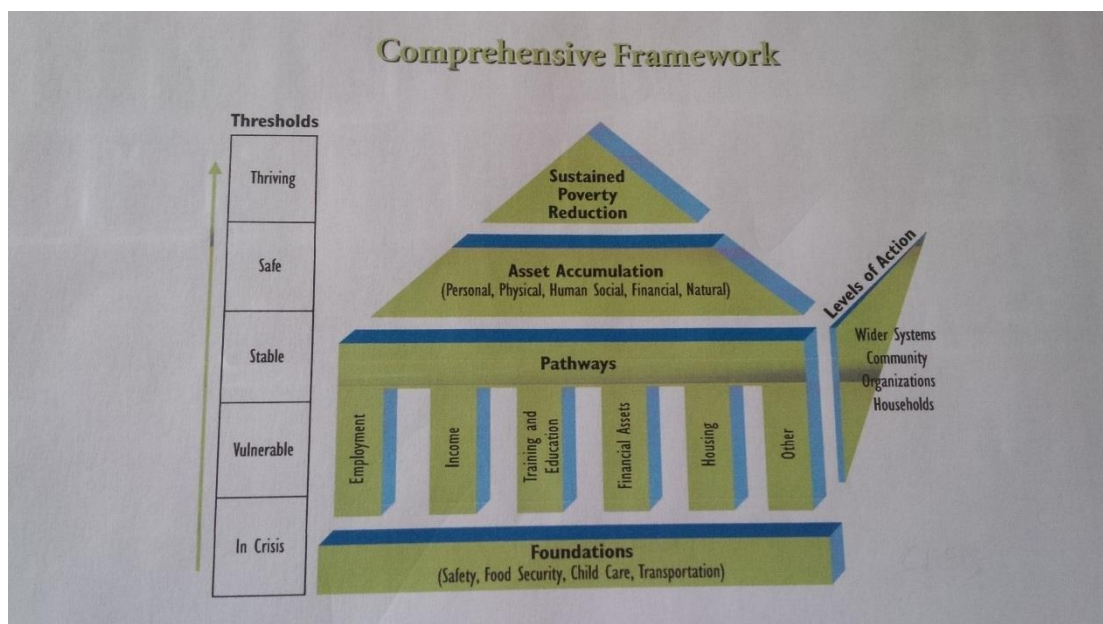 Comprehensive Framework
Thresholds
Thriving
Safe
Stable
Vulnerable
In Crisis
Sustained
Poverty
Reduction
Asset Accumulation
(Personal, Physical, Human Social, Financial, Natural)
Pathways
Employment
Income
Training and
Education
Financial Assets
Housing
Other
Foundations
(Safety, Food Security, Child Care, Transportation)
Levels of Action
Wider Systems
Community
Organizations
Households